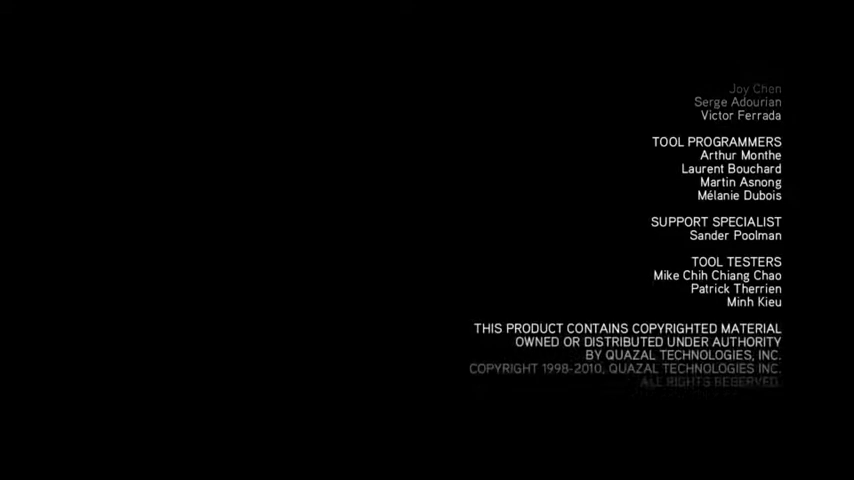 Joy Chen
Serge Adourian
Victor Ferrada
TOOL PROGRAMMERS
Arthur Monthe
Laurent Bouchard
Martin Asnong
Mélanie Dubois
SUPPORT SPECIALIST
Sander Poolman
TOOL TESTERS
Mike Chih Chiang Chao
Patrick Therrien
Minh Kieu
THIS PRODUCT CONTAINS COPYRIGHTED MATERIAL
OWNED OR DISTRIBUTED UNDER AUTHORITY
BY QUAZAL TECHNOLOGIES, INC.
COPYRIGHT 1998-2010, QUAZAL TECHNOLOGIES INC.
ALL RIGHTS RESERVED.